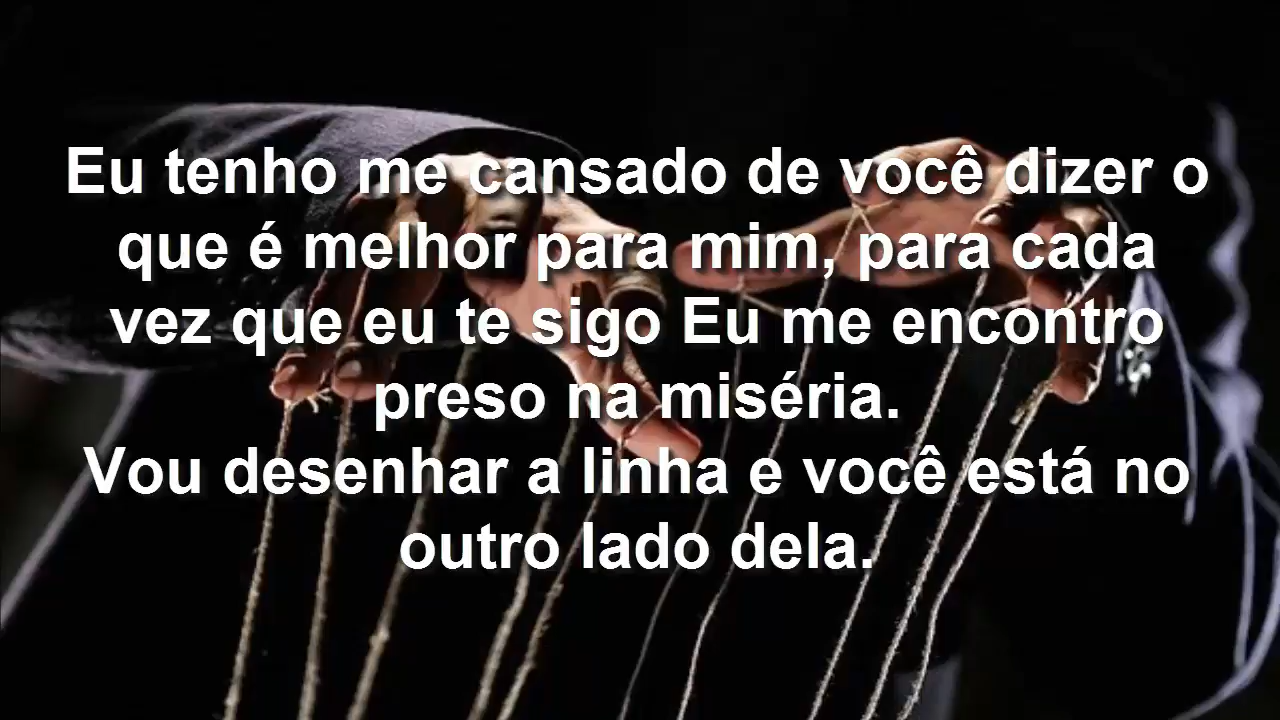 Eu tenho me cansado de você dizer o
que é melhor para mim, para cada
vez que eu te sigo Eu me encontro
preso na miséria.
Vou desenhar a linha e você está no
outro lado dela.